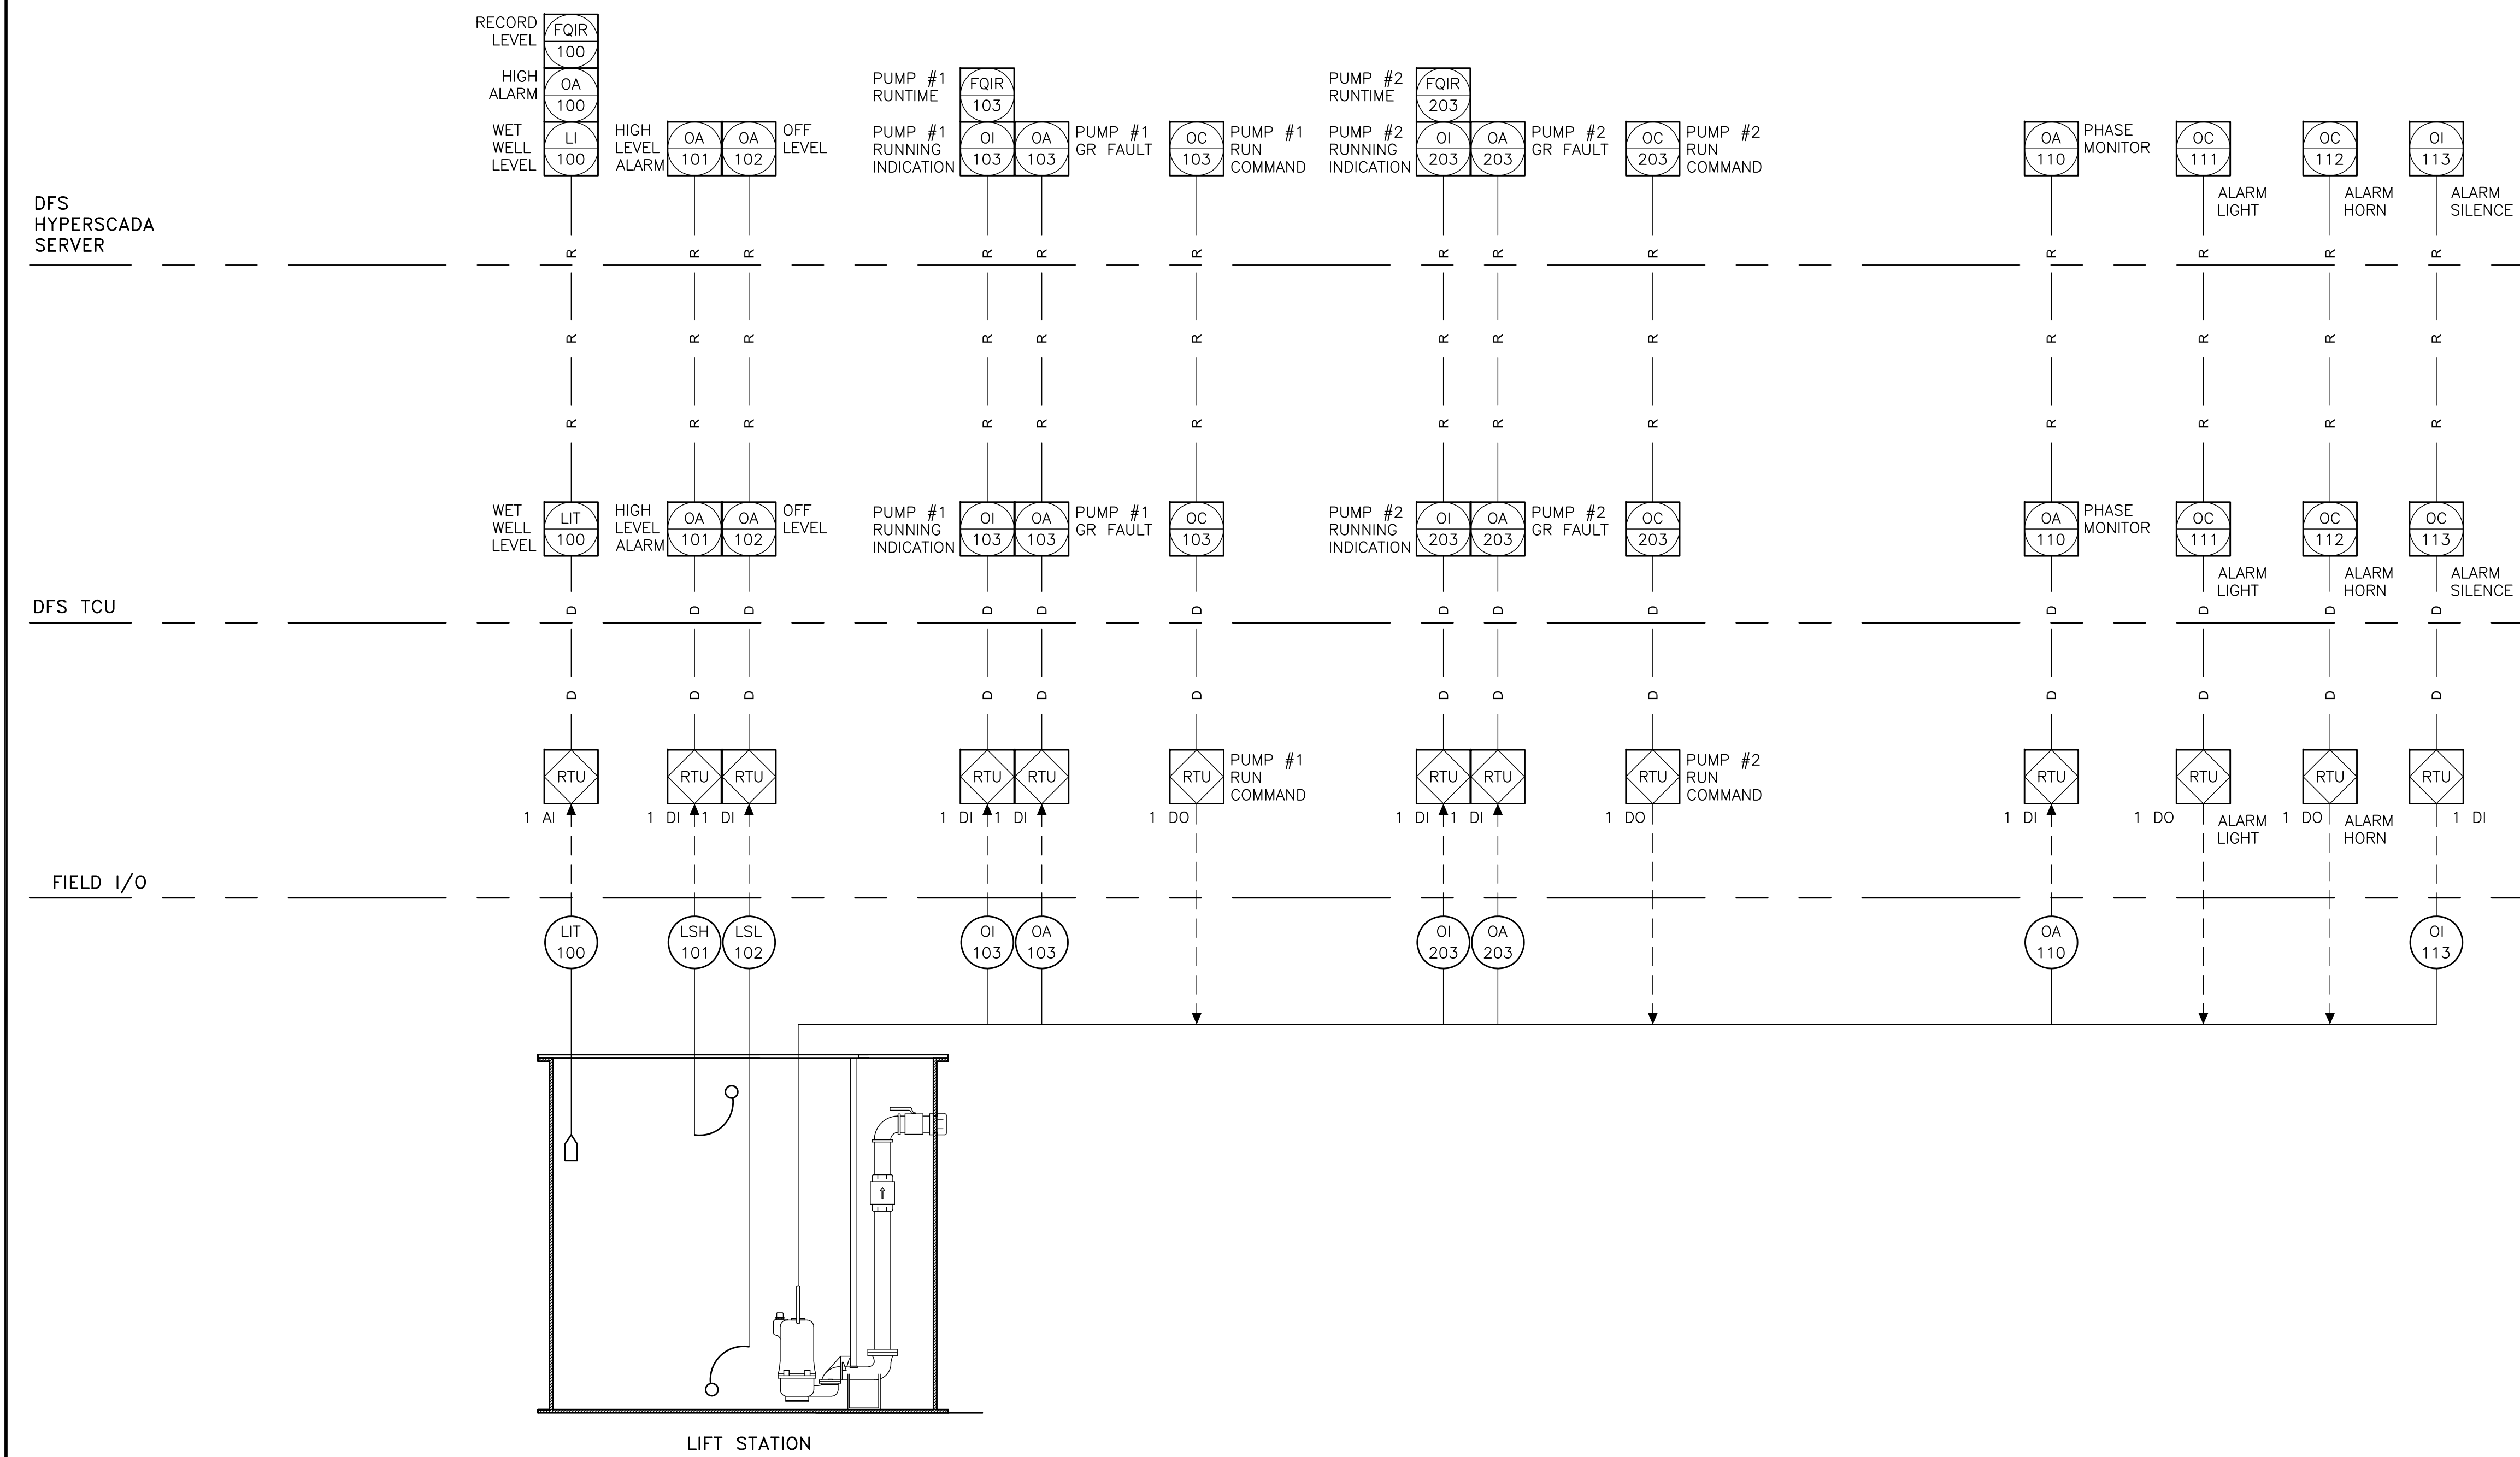 RECORD
LEVEL
FQIR
100
HIGH
ALARM
OA
100
WET
WELL
LEVEL
LI
100
HIGH
LEVEL
ALARM
OA
101
OA
102
OFF
LEVEL
PUMP #1
RUNTIME
FQIR
103
PUMP #1
RUNNING
INDICATION
OI
103
OA
103
PUMP #1
GR FAULT
OC
103
PUMP #1
RUN
COMMAND
PUMP #2
RUNTIME
FQIR
203
PUMP #2
RUNNING
INDICATION
OI
203
OA
203
PUMP #2
GR FAULT
OC
203
PUMP #2
RUN
COMMAND
OA
110
PHASE
MONITOR
OC
111
ALARM
LIGHT
OC
112
ALARM
HORN
OI
113
ALARM
SILENCE
DFS
HYPERSCADA
SERVER
R R R R R R R R R R R R R
R R R R R R R R R R R R R
R R R R R R R R R R R R R
WET
WELL
LEVEL
LIT
100
HIGH
LEVEL
ALARM
OA
101
OA
102
OFF
LEVEL
PUMP #1
RUNNING
INDICATION
OI
103
OA
103
PUMP #1
GR FAULT
OC
103
PUMP #2
RUNNING
INDICATION
OI
203
OA
203
PUMP #2
GR FAULT
OC
203
OA
110
PHASE
MONITOR
OC
111
ALARM
LIGHT
OC
112
ALARM
HORN
OC
113
ALARM
SILENCE
DFS TCU
D D D D D D D D D D D D D
D D D D D D D D D D D D D
RTU
1 AI
RTU
1 DI
RTU
1 DI
RTU
1 DI
RTU
1 DI
RTU
1 DO
PUMP #1
RUN
COMMAND
RTU
1 DI
RTU
1 DI
RTU
1 DO
PUMP #2
RUN
COMMAND
RTU
1 DI
RTU
1 DO
ALARM
LIGHT
RTU
1 DO
ALARM
HORN
RTU
1 DI
FIELD I/O
LIT
100
LSH
101
LSL
102
OI
103
OA
103
OI
203
OA
203
OA
110
OI
113
LIFT STATION